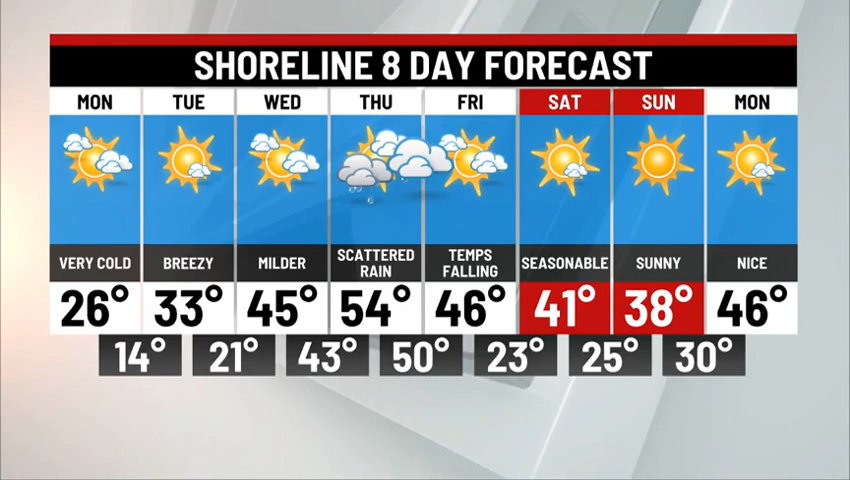 SHORELINE 8 DAY FORECAST
MON TUE WED THU FRI SAT SUN MON
VERY COLD BREEZY MILDER SCATTERED RAIN TEMPS FALLING SEASONABLE SUNNY NICE
26° 33° 45° 54° 46° 41° 38° 46°
14° 21° 43° 50° 23° 25° 30°